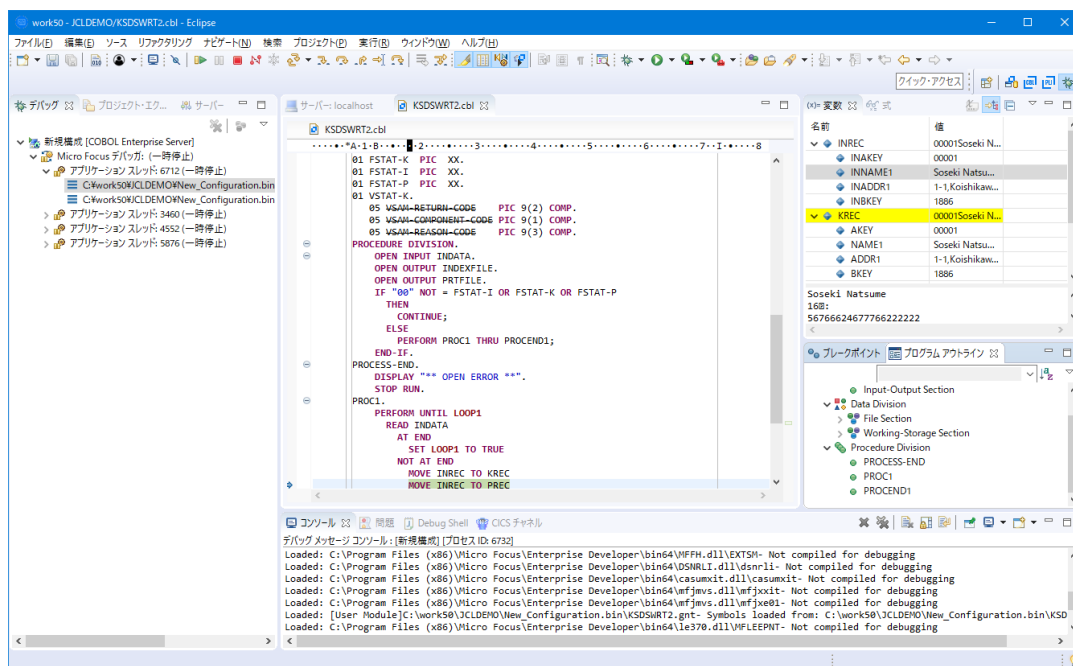 work50 - JCLDEMO/KSDSWRT2.cbl - Eclipse
ファイル(F) 編集(E) ソース リファクタリング ナビゲート(N) 検索 プロジェクト(P) 実行(R) ウィンドウ(W) ヘルプ(H)
クイック・アクセス
デバッグ プロジェクト・エク... サーバー
新規構成 [COBOL Enterprise Server]
Micro Focus デバッガ: (一時停止)
アプリケーション スレッド: 6712 (一時停止)
C:¥work50¥JCLDEMO¥New_Configuration.bin
C:¥work50¥JCLDEMO¥New_Configuration.bin
アプリケーション スレッド: 3460 (一時停止)
アプリケーション スレッド: 4552 (一時停止)
アプリケーション スレッド: 5876 (一時停止)
サーバー: localhost KSDSWRT2.cbl
KSDSWRT2.cbl
····•·*A·1·B··•····2····•····3····•····4····•····5····•····6····•····7··I·•····8
01 FSTAT-K PIC XX.
01 FSTAT-I PIC XX.
01 FSTAT-P PIC XX.
01 VSTAT-K.
05 VSAM-RETURN-CODE PIC 9(2) COMP.
05 VSAM-COMPONENT-CODE PIC 9(1) COMP.
05 VSAM-REASON-CODE PIC 9(3) COMP.
PROCEDURE DIVISION.
OPEN INPUT INDATA.
OPEN OUTPUT INDEXFILE.
OPEN OUTPUT PRTFILE.
IF "00" NOT = FSTAT-I OR FSTAT-K OR FSTAT-P
THEN
CONTINUE;
ELSE
PERFORM PROC1 THRU PROCEND1;
END-IF.
PROCESS-END.
DISPLAY "** OPEN ERROR **".
STOP RUN.
PROC1.
PERFORM UNTIL LOOP1
READ INDATA
AT END
SET LOOP1 TO TRUE
NOT AT END
MOVE INREC TO KREC
MOVE INREC TO PREC
(x)= 変数 式
名前 値
INREC 00001Soseki N...
INAKEY 00001
INNAME1 Soseki Natsu...
INADDR1 1-1,Koishikaw...
INBKEY 1886
KREC 00001Soseki N...
AKEY 00001
NAME1 Soseki Natsu...
ADDR1 1-1,Koishikaw...
BKEY 1886
Soseki Natsume
16進:
56766624677766222222
ブレークポイント プログラム アウトライン
Input-Output Section
Data Division
File Section
Working-Storage Section
Procedure Division
PROCESS-END
PROC1
PROCEND1
コンソール 問題 Debug Shell CICS チャネル
デバッグ メッセージ コンソール : [新規構成] [プロセス ID: 6732]
Loaded: C:\Program Files (x86)\Micro Focus\Enterprise Developer\bin64\MFFH.dll\EXTSM- Not compiled for debugging
Loaded: C:\Program Files (x86)\Micro Focus\Enterprise Developer\bin64\DSNRLI.dll\dsnrli- Not compiled for debugging
Loaded: C:\Program Files (x86)\Micro Focus\Enterprise Developer\bin64\casumxit.dll\casumxit- Not compiled for debugging
Loaded: C:\Program Files (x86)\Micro Focus\Enterprise Developer\bin64\mfjmvs.dll\mfjxxit- Not compiled for debugging
Loaded: C:\Program Files (x86)\Micro Focus\Enterprise Developer\bin64\mfjmvs.dll\mfjxe01- Not compiled for debugging
Loaded: [User Module]C:\work50\JCLDEMO\New_Configuration.bin\KSDSWRT2.gnt- Symbols loaded from: C:\work50\JCLDEMO\New_Configuration.bin\KSD
Loaded: C:\Program Files (x86)\Micro Focus\Enterprise Developer\bin64\le370.dll\MFLEEPNT- Not compiled for debugging